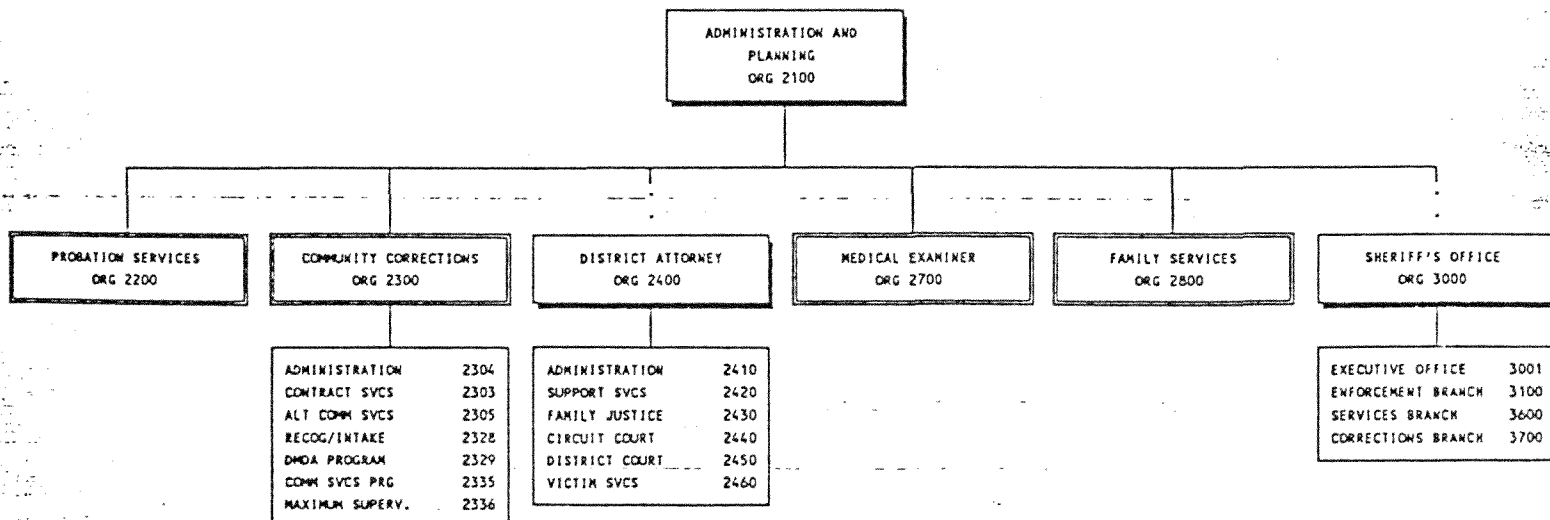 ADMINISTRATION AND
PLANNING
ORG 2100
PROBATION SERVICES
ORG 2200
COMMUNITY CORRECTIONS
ORG 2300
DISTRICT ATTORNEY
ORG 2400
MEDICAL EXAMINER
ORG 2700
FAMILY SERVICES
ORG 2800
SHERIFF'S OFFICE
ORG 3000
ADMINISTRATION 2304
CONTRACT SVCS 2303
ALT COMM SVCS 2305
RECOG/INTAKE 2328
DMDA PROGRAM 2329
COMM SVCS PRG 2335
MAXIMUM SUPERV. 2336
ADMINISTRATION 2410
SUPPORT SVCS 2420
FAMILY JUSTICE 2430
CIRCUIT COURT 2440
DISTRICT COURT 2450
VICTIM SVCS 2460
EXECUTIVE OFFICE 3001
ENFORCEMENT BRANCH 3100
SERVICES BRANCH 3600
CORRECTIONS BRANCH 3700